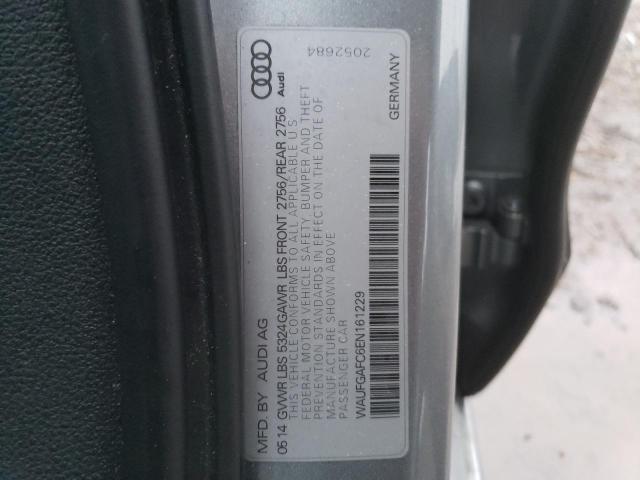 MFD. BY AUDI AG
Audi
05 14 GVWR LBS 5324GAWR LBS FRONT 2756/REAR 2756
THIS VEHICLE CONFORMS TO ALL APPLICABLE U S
FEDERAL MOTOR VEHICLE SAFETY, BUMPER AND THEFT
PREVENTION STANDARDS IN EFFECT ON THE DATE OF
MANUFACTURE SHOWN ABOVE
PASSENGER CAR
WAUFGAFC6EN161229
2052684
GERMANY